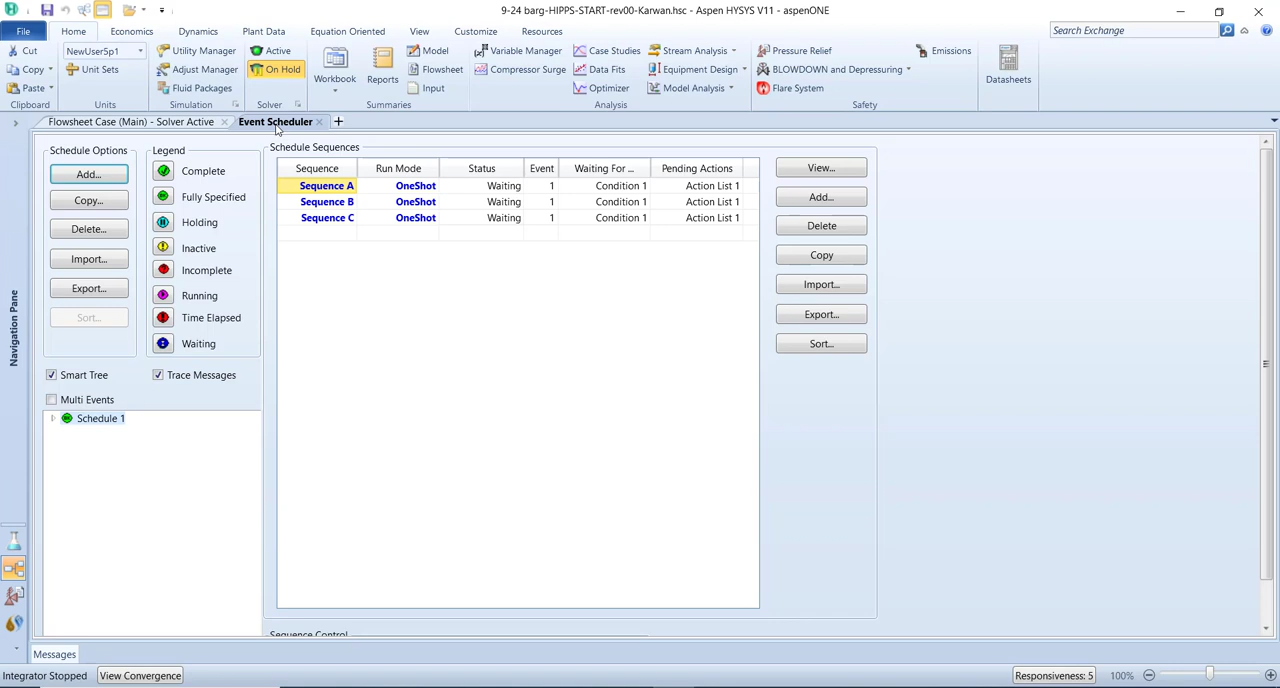 9-24 barg-HIPPS-START-rev00-Karwan.hsc - Aspen HYSYS V11 - aspenONE
File Home Economics Dynamics Plant Data Equation Oriented View Customize Resources Search Exchange
Cut NewUser5p1 Utility Manager Active Model Variable Manager Case Studies Stream Analysis Pressure Relief Emissions
Copy Unit Sets Adjust Manager On Hold Workbook Reports Flowsheet Compressor Surge Data Fits Equipment Design BLOWDOWN and Depressuring Datasheets
Paste Fluid Packages Input Optimizer Model Analysis Flare System
Clipboard Units Simulation Solver Summaries Analysis Safety
Flowsheet Case (Main) - Solver Active Event Scheduler
Schedule Options Legend Schedule Sequences
Add... Complete Sequence Run Mode Status Event Waiting For ... Pending Actions View...
Copy... Fully Specified Sequence A OneShot Waiting 1 Condition 1 Action List 1 Add...
Delete... Holding Sequence B OneShot Waiting 1 Condition 1 Action List 1 Delete
Import... Inactive Sequence C OneShot Waiting 1 Condition 1 Action List 1 Copy
Export... Incomplete Import...
Sort... Running Export...
Time Elapsed Sort...
Waiting
Smart Tree Trace Messages
Multi Events
Schedule 1
Navigation Pane
Sequence Control
Messages
Integrator Stopped View Convergence Responsiveness: 5 100%